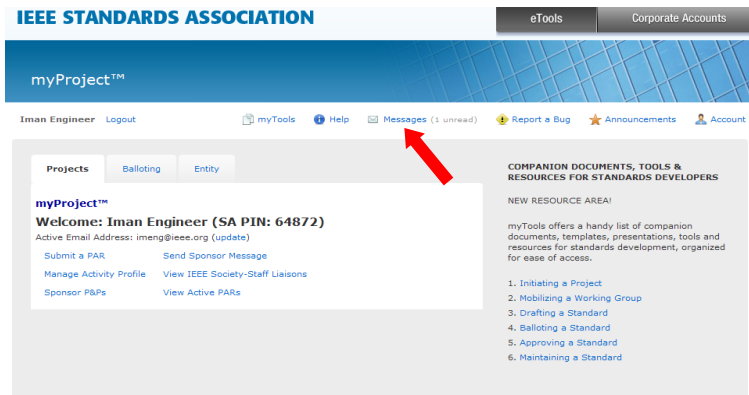 IEEE STANDARDS ASSOCIATION
eTools
Corporate Accounts
myProject™
Iman Engineer Logout
myTools
Help
Messages (1 unread)
Report a Bug
Announcements
Account
Projects
Balloting
Entity
myProject™
Welcome: Iman Engineer (SA PIN: 64872)
Active Email Address: imeng@ieee.org (update)
Submit a PAR
Send Sponsor Message
Manage Activity Profile
View IEEE Society-Staff Liaisons
Sponsor P&Ps
View Active PARs
COMPANION DOCUMENTS, TOOLS &
RESOURCES FOR STANDARDS DEVELOPERS
NEW RESOURCE AREA!
myTools offers a handy list of companion
documents, templates, presentations, tools and
resources for standards development, organized
for ease of access.
1. Initiating a Project
2. Mobilizing a Working Group
3. Drafting a Standard
4. Balloting a Standard
5. Approving a Standard
6. Maintaining a Standard